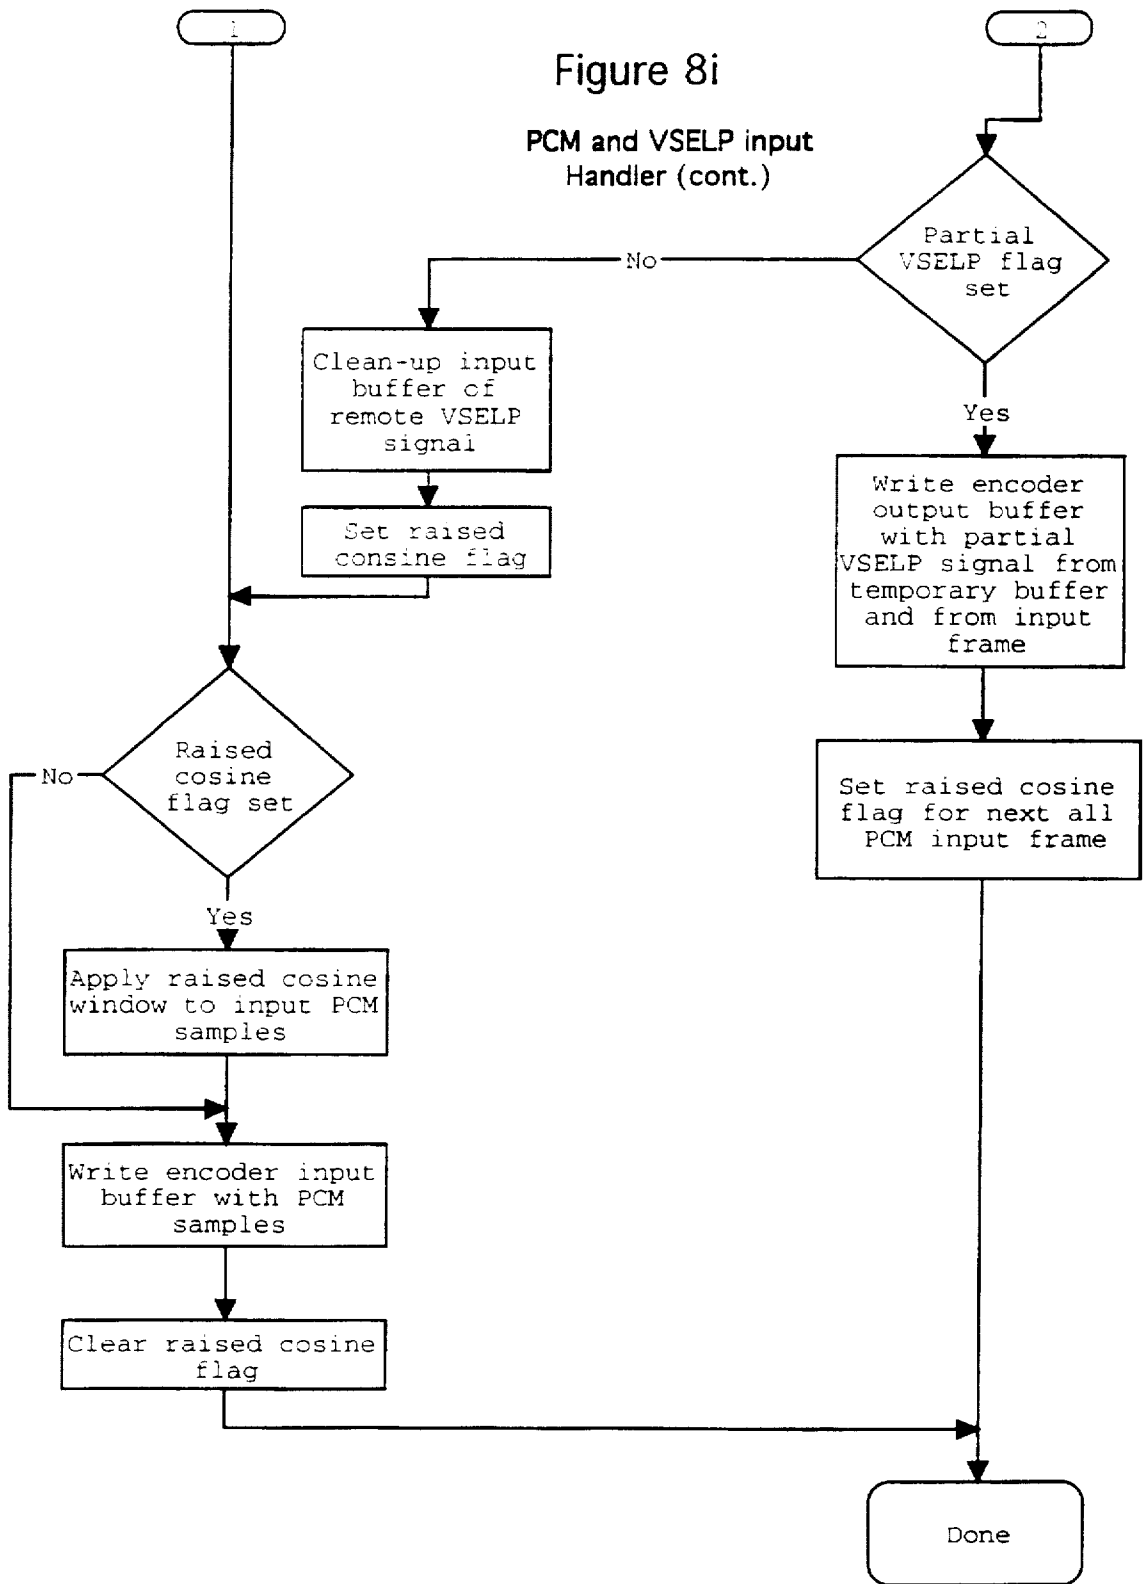 1
2
Figure 8i
PCM and VSELP input
Handler (cont.)
Partial
VSELP flag
set
No
Yes
Clean-up input
buffer of
remote VSELP
signal
Set raised
consine flag
Write encoder
output buffer
with partial
VSELP signal from
temporary buffer
and from input
frame
Raised
cosine
flag set
No
Yes
Set raised cosine
flag for next all
PCM input frame
Apply raised cosine
window to input PCM
samples
Write encoder input
buffer with PCM
samples
Clear raised cosine
flag
Done